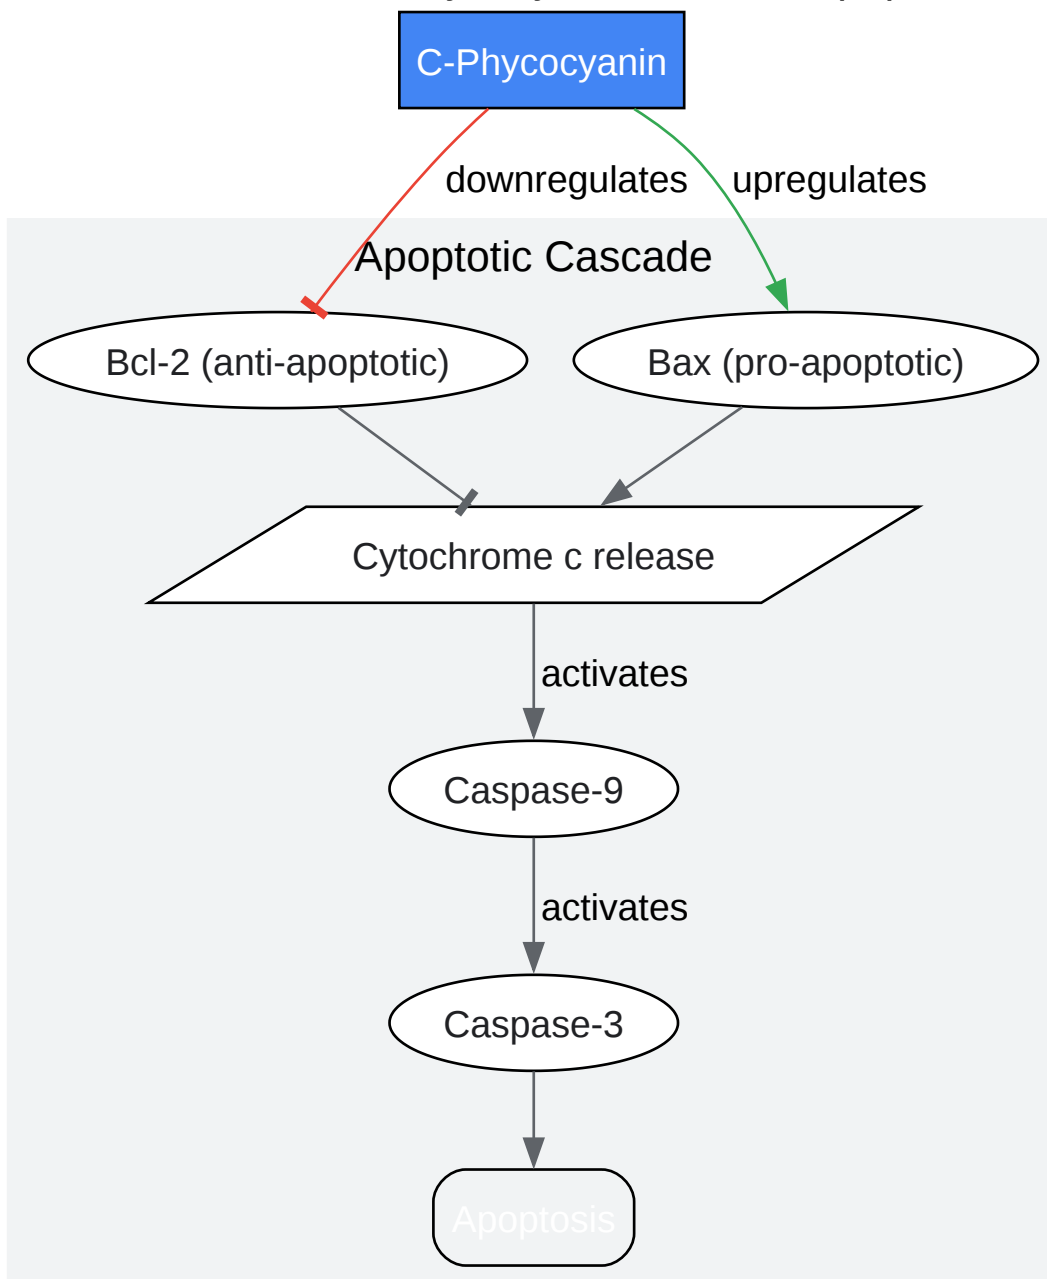 C-Phycocyanin
downregulates
upregulates
Apoptotic Cascade
Bcl-2 (anti-apoptotic)
Bax (pro-apoptotic)
Cytochrome c release
activates
Caspase-9
activates
Caspase-3
Apoptosis